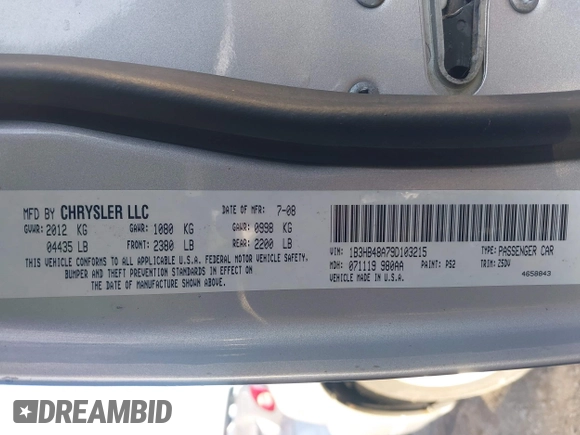 MFD BY CHRYSLER LLC
DATE OF MFR: 7-08
GVWR: 2012 KG
GAWR: 1080 KG
GAWR: 0998 KG
04435 LB
FRONT: 2380 LB
REAR: 2200 LB
THIS VEHICLE CONFORMS TO ALL APPLICABLE U.S.A. FEDERAL MOTOR VEHICLE SAFETY,
BUMPER AND THEFT PREVENTION STANDARDS IN EFFECT ON
THE DATE OF MANUFACTURE SHOWN ABOVE.
VIN: 1B3HB48A79D103215
TYPE: PASSENGER CAR
MDH: 071119 980AA
PAINT: PS2
TRIM: Z5DV
VEHICLE MADE IN U.S.A.
4658843
DREAMBID